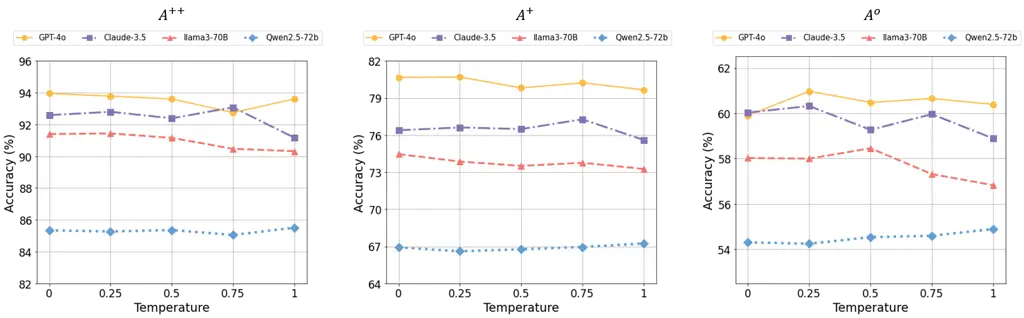 A++
GPT-4o Claude-3.5 llama3-70B Qwen2.5-72b
Accuracy (%)
96
94
92
90
88
86
84
82
0 0.25 0.5 0.75 1
Temperature
A+
GPT-4o Claude-3.5 llama3-70B Qwen2.5-72b
Accuracy (%)
82
79
76
73
70
67
64
0 0.25 0.5 0.75 1
Temperature
Ao
GPT-4o Claude-3.5 llama3-70B Qwen2.5-72b
Accuracy (%)
62
60
58
56
54
0 0.25 0.5 0.75 1
Temperature